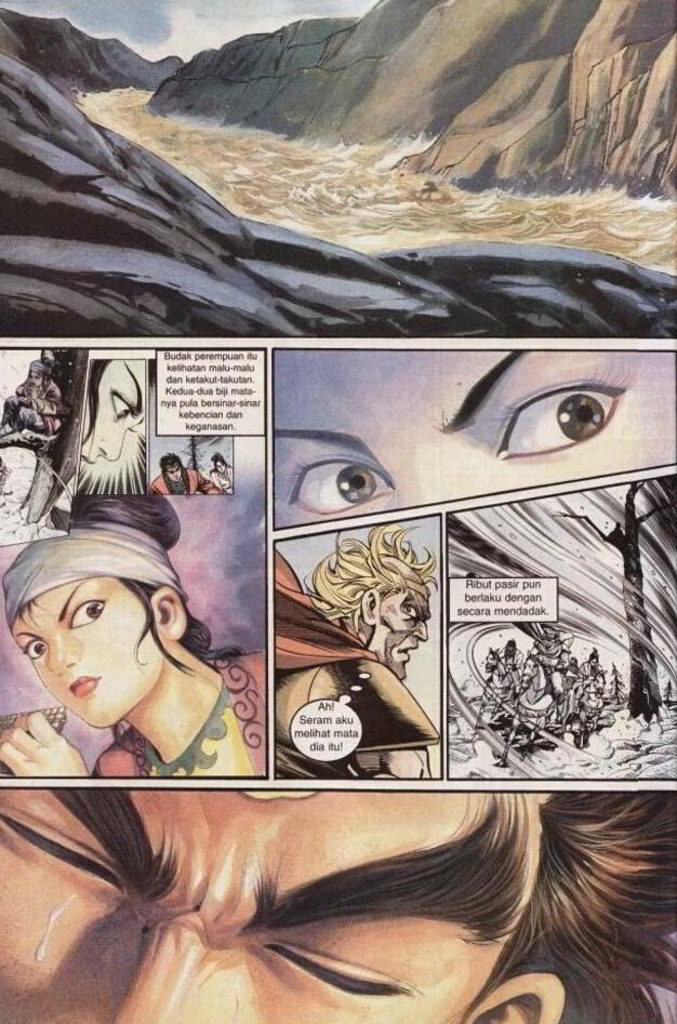 Budak perempuan itu
kelihatan malu-malu
dan ketakut-takutan.
Kedua-dua biji mata-
nya pula bersinar-sinar
kebencian dan
keganasan.
Ah!
Seram aku
melihat mata
dia itu!
Ribut pasir pun
berlaku dengan
secara mendadak.